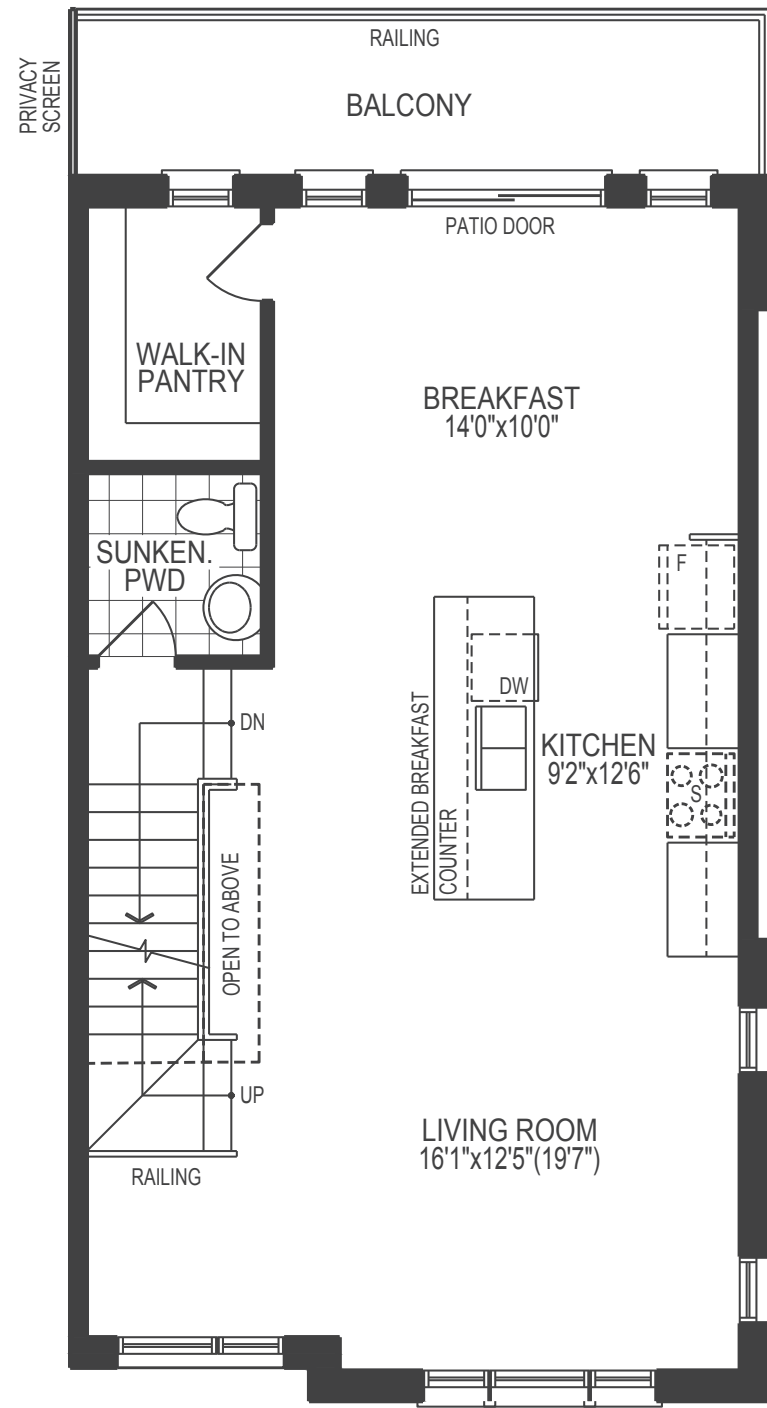 RAILING
PRIVACY
SCREEN
BALCONY
PATIO DOOR
WALK-IN
PANTRY
BREAKFAST
14'0"x10'0"
SUNKEN.
PWD
F
DW
DN
EXTENDED BREAKFAST
COUNTER
KITCHEN
9'2"x12'6"
S
OPEN TO ABOVE
UP
LIVING ROOM
16'1"x12'5"(19'7")
RAILING